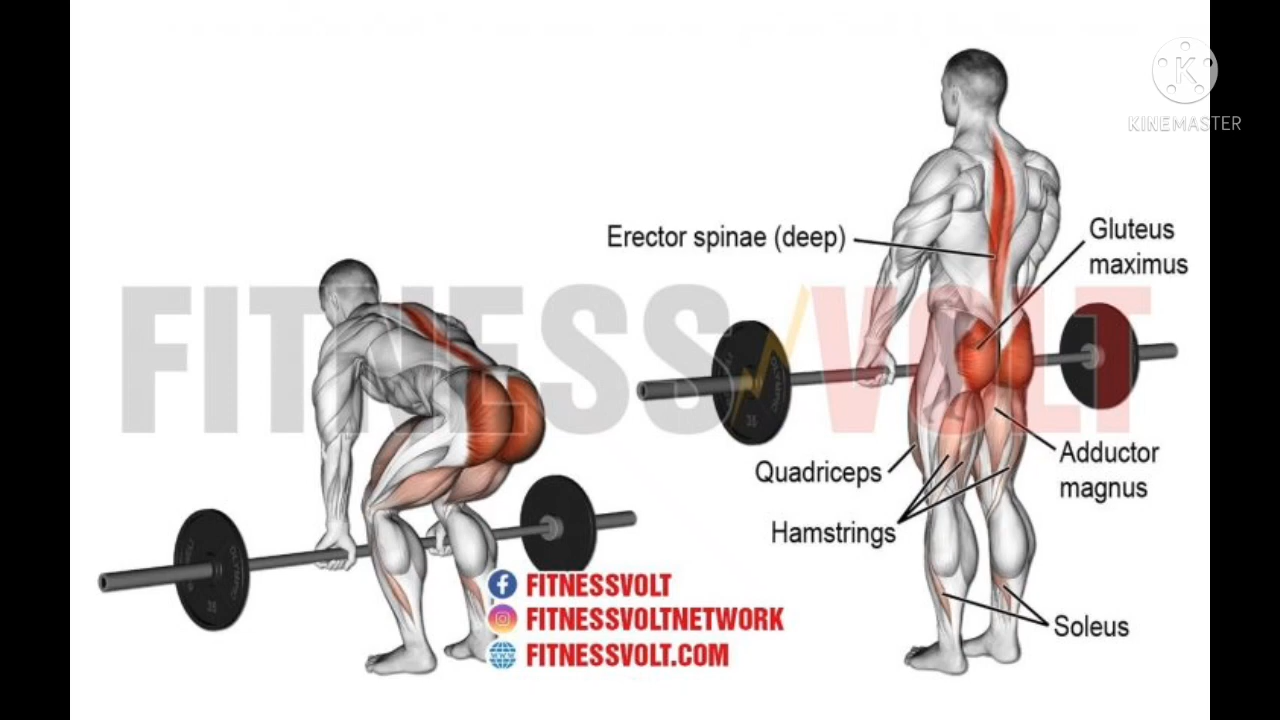 KINEMASTER
Erector spinae (deep)
Gluteus
maximus
FITNESS VOLT
Quadriceps
Adductor
magnus
Hamstrings
Soleus
FITNESSVOLT
FITNESSVOLTNETWORK
FITNESSVOLT.COM